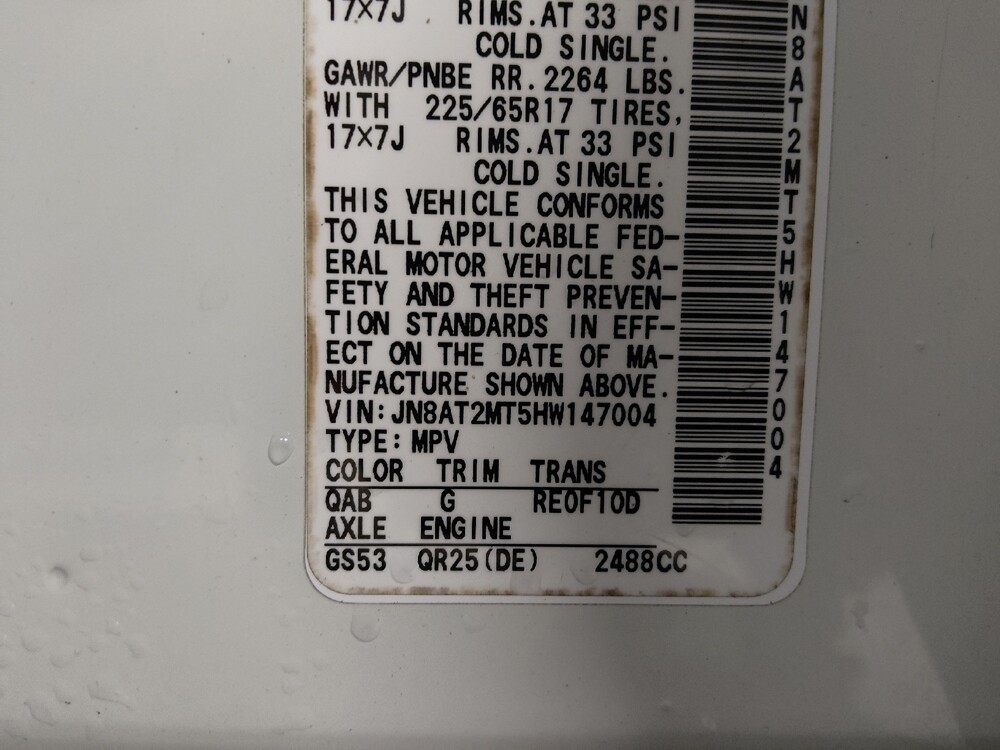 17×7J RIMS.AT 33 PSI
COLD SINGLE.
GAWR/PNBE RR.2264 LBS.
WITH 225/65R17 TIRES,
17×7J RIMS.AT 33 PSI
COLD SINGLE.
THIS VEHICLE CONFORMS
TO ALL APPLICABLE FED-
ERAL MOTOR VEHICLE SA-
FETY AND THEFT PREVEN-
TION STANDARDS IN EFF-
ECT ON THE DATE OF MA-
NUFACTURE SHOWN ABOVE.
VIN:JN8AT2MT5HW147004
TYPE:MPV
COLOR TRIM TRANS
QAB G RE0F10D
AXLE ENGINE
GS53 QR25(DE) 2488CC
N8AT2MT5HW147004